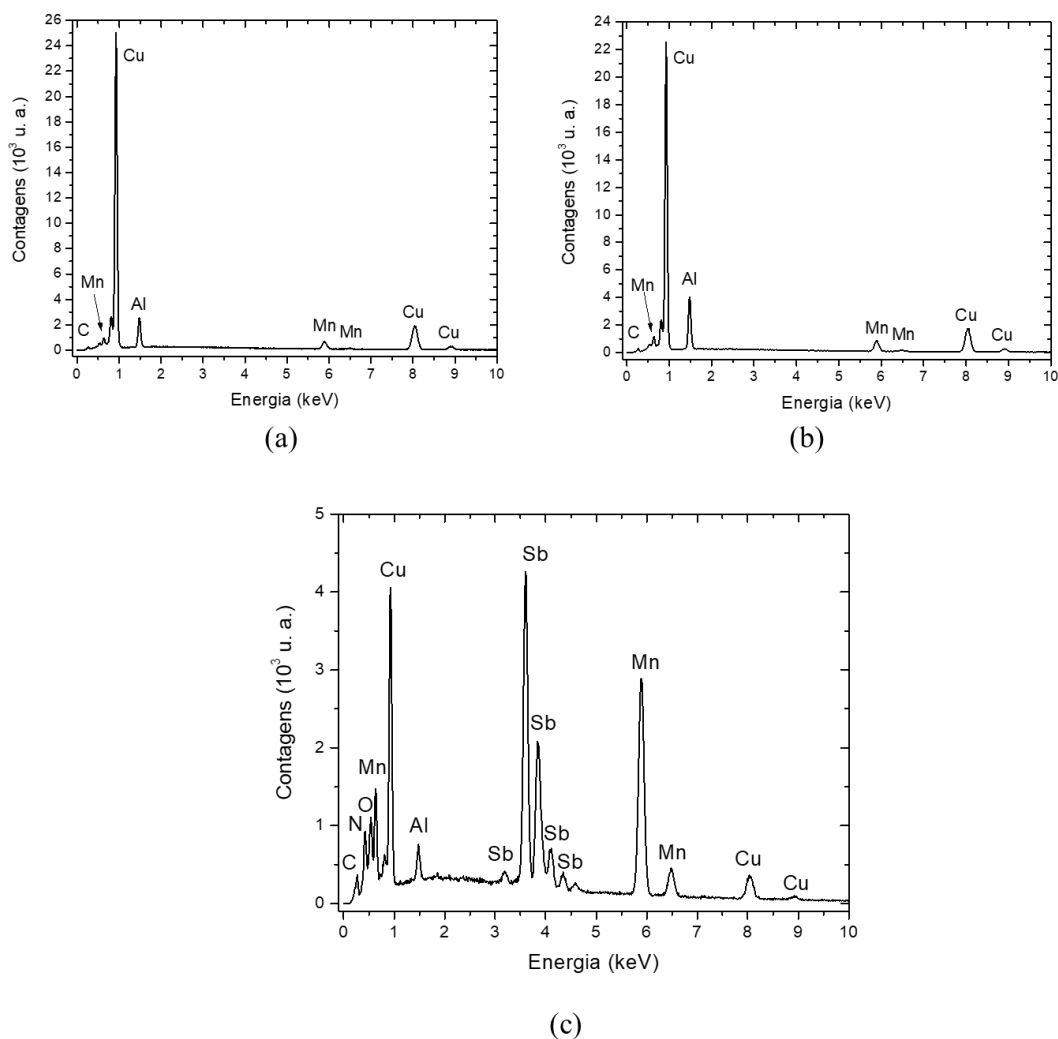 26
24
22
20
18
16
14
12
10
8
6
4
2
0
Contagens (10³ u. a.)
Cu
Mn
C
Al
Mn
Mn
Cu
Cu
0 1 2 3 4 5 6 7 8 9 10
Energia (keV)
(a)
24
22
20
18
16
14
12
10
8
6
4
2
0
Contagens (10³ u. a.)
Cu
Mn
C
Al
Mn
Mn
Cu
Cu
0 1 2 3 4 5 6 7 8 9 10
Energia (keV)
(b)
5
4
3
2
1
0
Contagens (10³ u. a.)
Sb
Cu
Mn
Sb
Mn
O
N
C
Al
Sb
Sb
Sb
Mn
Cu
Cu
0 1 2 3 4 5 6 7 8 9 10
Energia (keV)
(c)